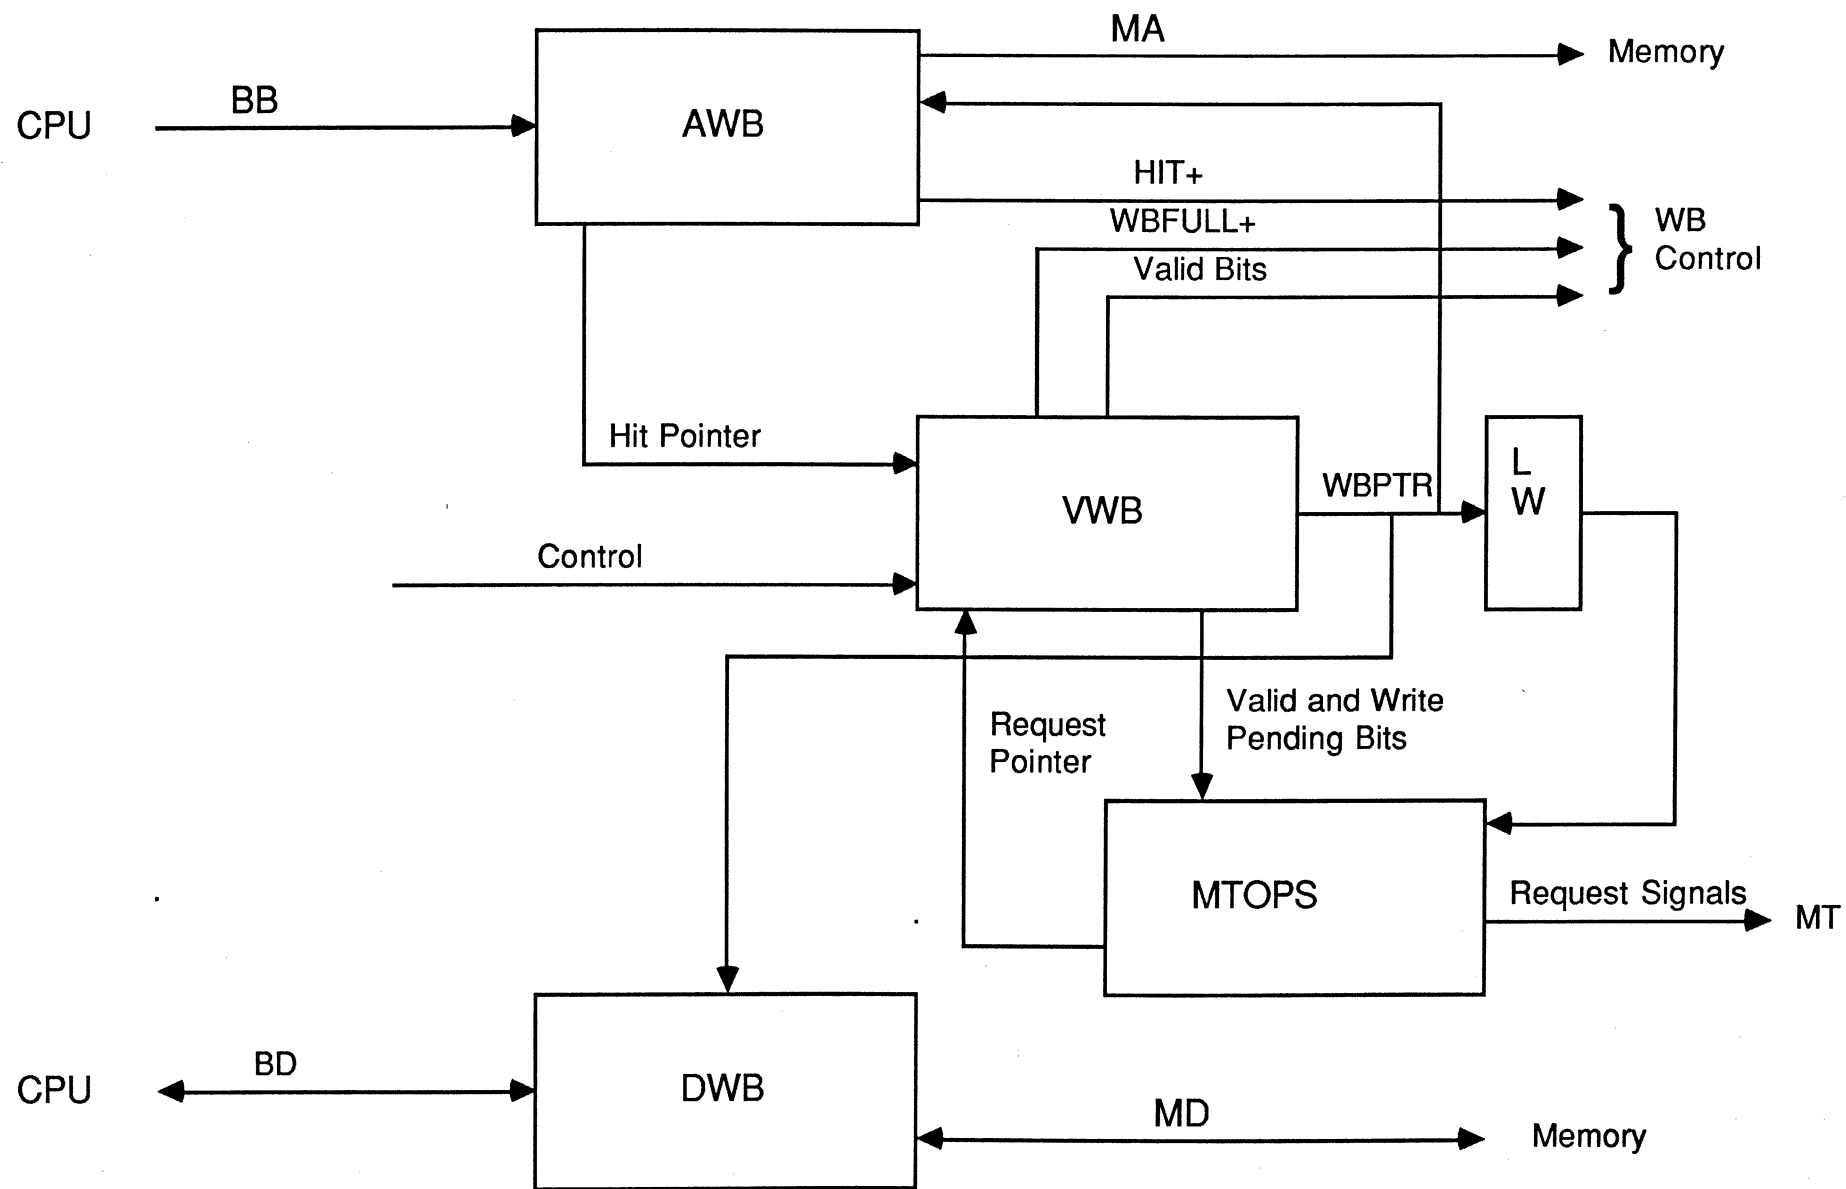 MA
Memory
BB
CPU
AWB
HIT+
WBFULL+
WB
Control
Valid Bits
Hit Pointer
L
W
WBPTR
VWB
Control
Valid and Write
Pending Bits
Request
Pointer
MTOPS
Request Signals
MT
BD
CPU
DWB
MD
Memory